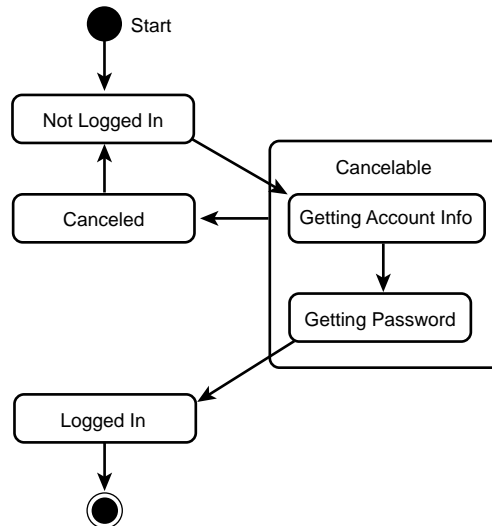 Start
Not Logged In
Cancelable
Canceled
Getting Account Info
Getting Password
Logged In